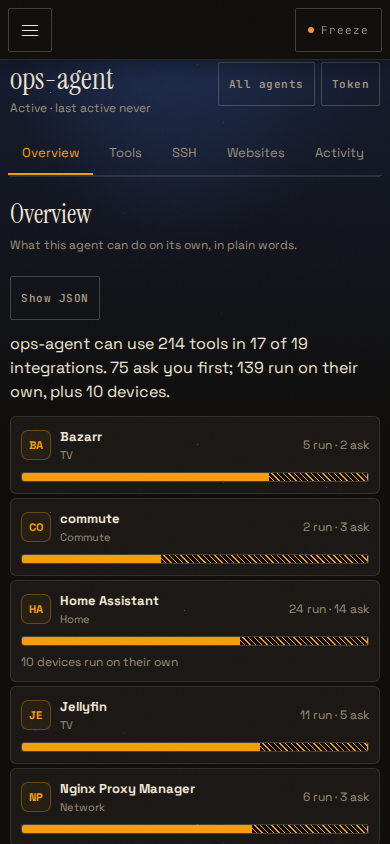 Freeze
ops-agent
Active · last active never
All agents
Token
Overview
Tools
SSH
Websites
Activity
Overview
What this agent can do on its own, in plain words.
Show JSON
ops-agent can use 214 tools in 17 of 19
integrations. 75 ask you first; 139 run on their
own, plus 10 devices.
BA
Bazarr
TV
5 run · 2 ask
CO
commute
Commute
2 run · 3 ask
HA
Home Assistant
Home
24 run · 14 ask
10 devices run on their own
JE
Jellyfin
TV
11 run · 5 ask
NP
Nginx Proxy Manager
Network
6 run · 3 ask